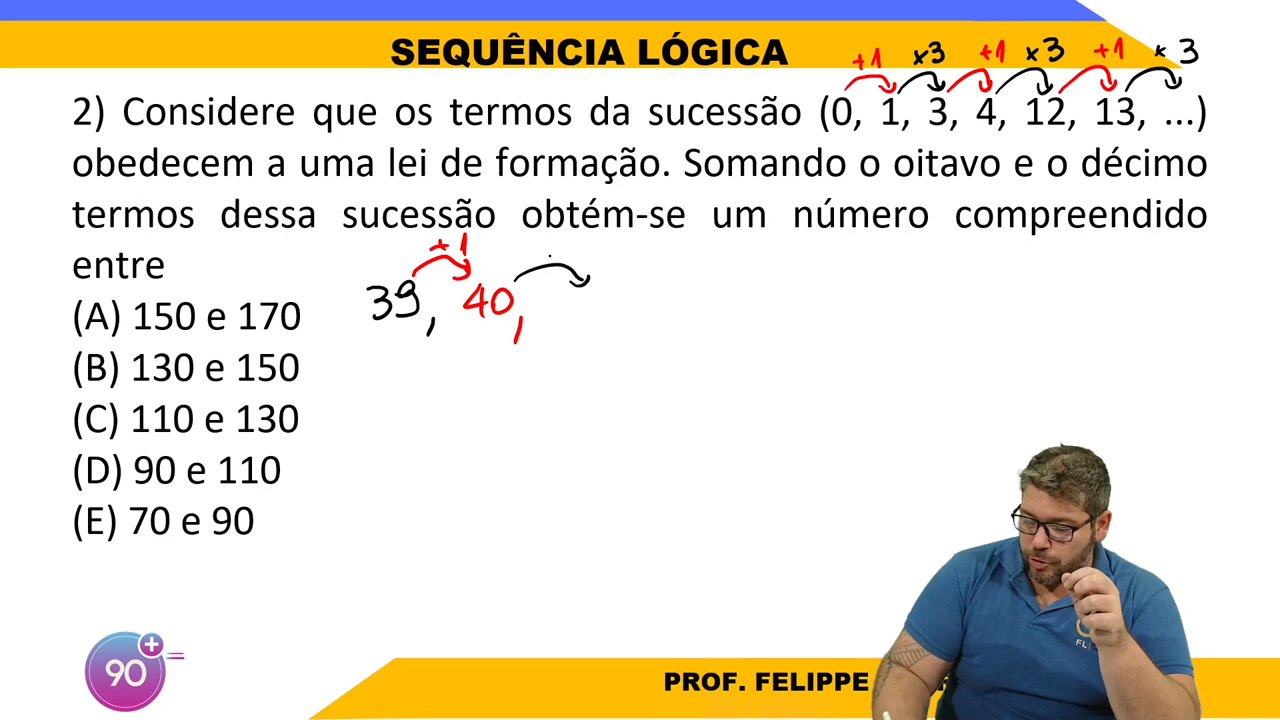 SEQUÊNCIA LÓGICA
+1 ×3 +1 ×3 +1 × 3
2) Considere que os termos da sucessão (0, 1, 3, 4, 12, 13, ...)
obedecem a uma lei de formação. Somando o oitavo e o décimo
termos dessa sucessão obtém-se um número compreendido
entre
+1
39, 40,
(A) 150 e 170
(B) 130 e 150
(C) 110 e 130
(D) 90 e 110
(E) 70 e 90
90+
PROF. FELIPPE